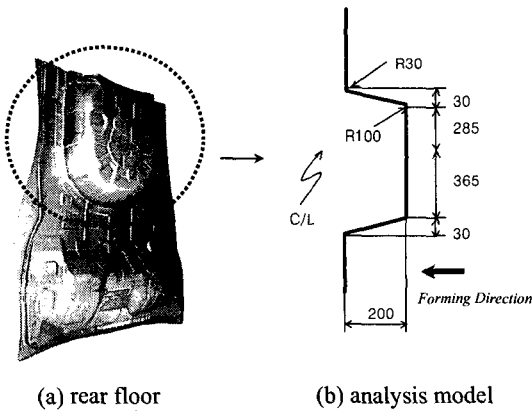 R30
30
R100
285
365
C/L
30
Forming Direction
200
(a) rear floor
(b) analysis model